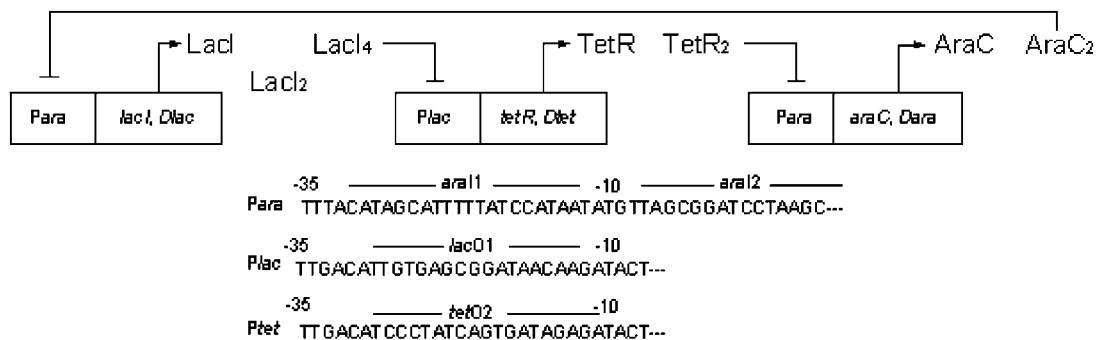 LacI LacI₄ TetR TetR₂ AraC AraC₂
LacI₂
Para lacI, Dlac Plac tetR, Dtet Para araC, Dara
-35 araI1 -10 araI2
Para TTTACATAGCATTTTTATCCATAATATGTTAGCGGATCCTAAGC---
-35 lacO1 -10
Plac TTGACATTGTGAGCGGATAACAAGATACT---
-35 tetO2 -10
Ptet TTGACATCCCTATCAGTGATAGAGATACT---